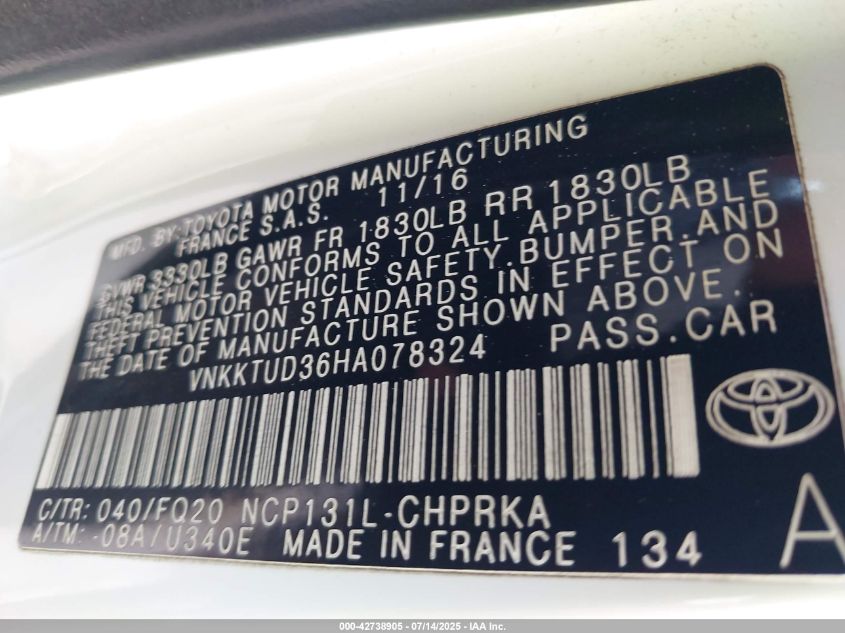 MFD. BY:TOYOTA MOTOR MANUFACTURING
FRANCE S.A.S. 11/16
GVWR 3330LB GAWR FR 1830LB RR 1830LB
THIS VEHICLE CONFORMS TO ALL APPLICABLE
FEDERAL MOTOR VEHICLE SAFETY,BUMPER,AND
THEFT PREVENTION STANDARDS IN EFFECT ON
THE DATE OF MANUFACTURE SHOWN ABOVE.
VNKKTUD36HA078324 PASS.CAR
C/TR: 040/FQ20 NCP131L-CHPRKA
A/TM: -08A/U340E MADE IN FRANCE 134 A
000-42738905 - 07/14/2025 - IAA Inc.